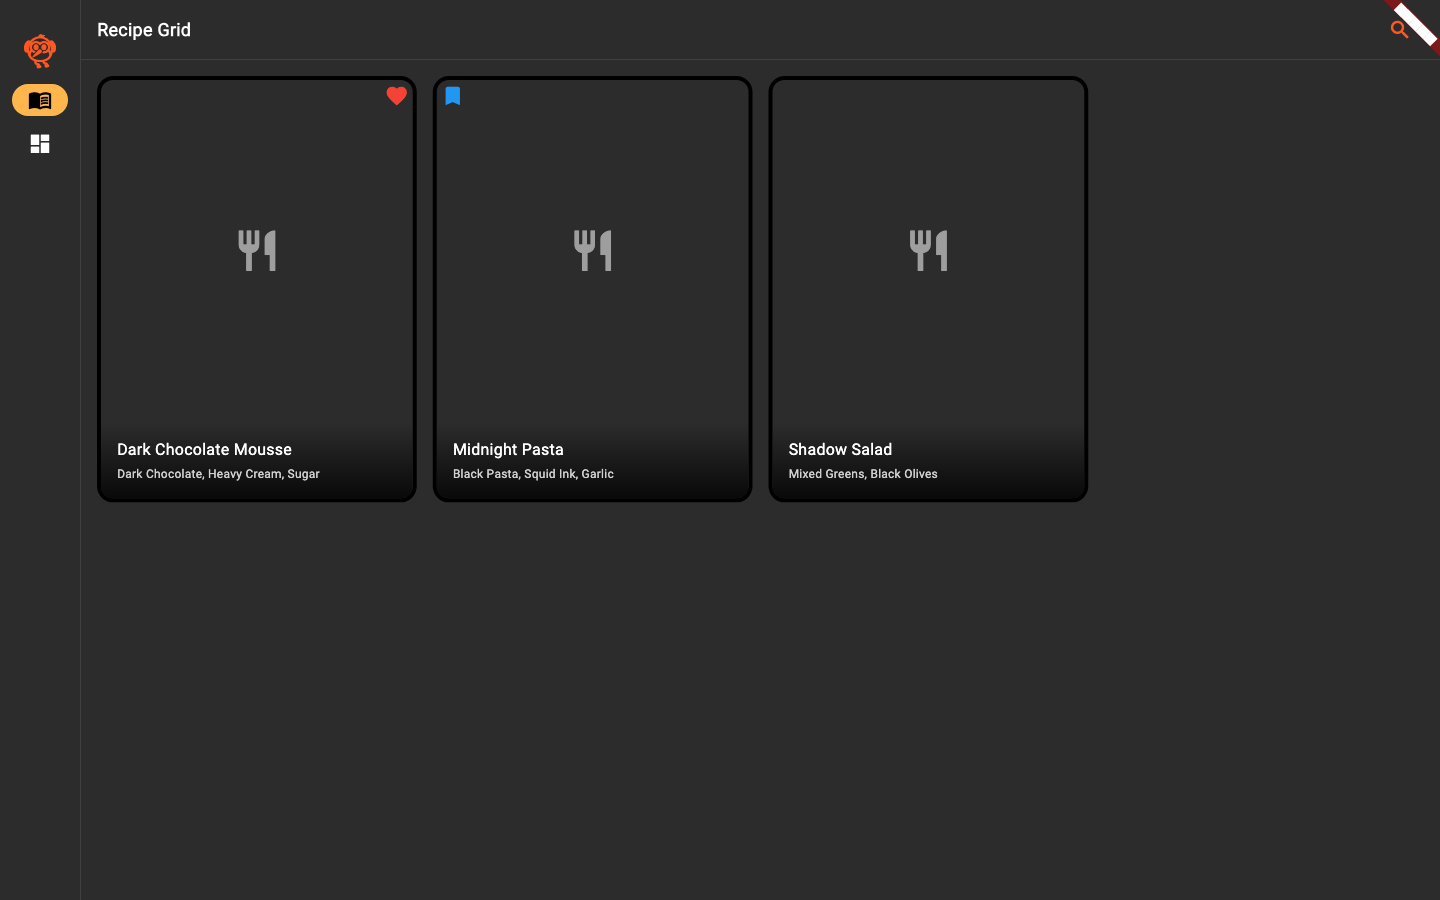 Recipe Grid
Dark Chocolate Mousse
Dark Chocolate, Heavy Cream, Sugar
Midnight Pasta
Black Pasta, Squid Ink, Garlic
Shadow Salad
Mixed Greens, Black Olives